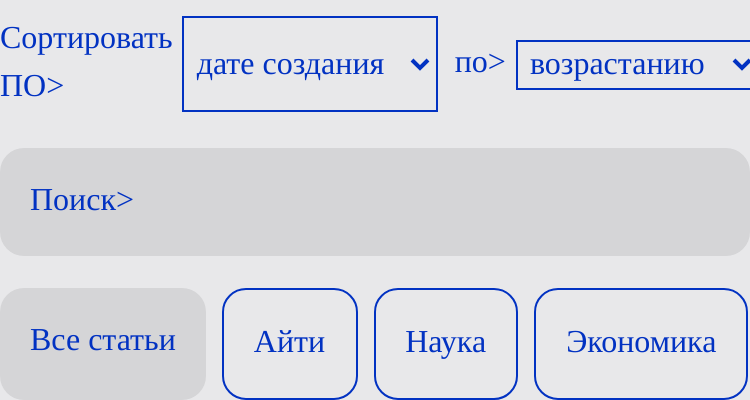 Сортировать
ПО>
дате создания
по>
возрастанию
Поиск>
Все статьи
Айти
Наука
Экономика